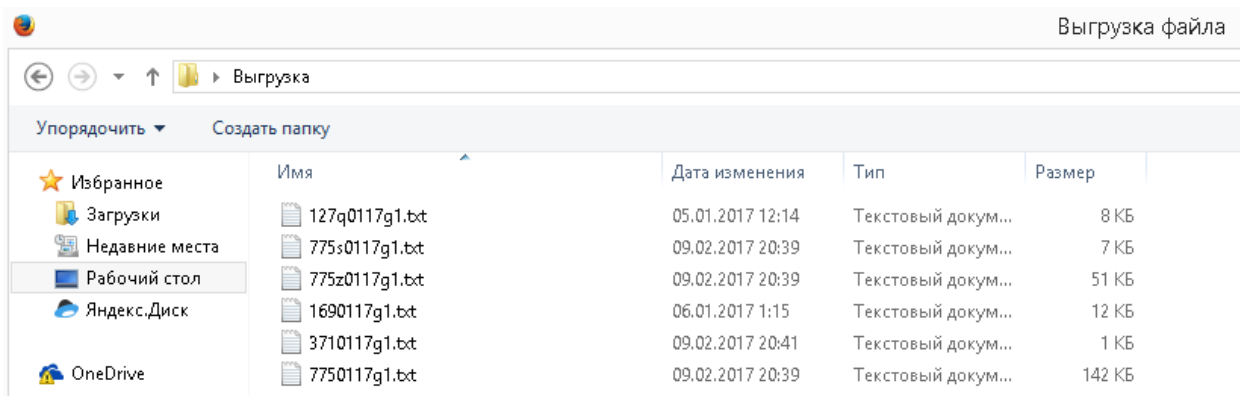 Выгрузка файла
Выгрузка
Упорядочить Создать папку
Имя Дата изменения Тип Размер
Избранное
Загрузки 127q0117g1.txt 05.01.2017 12:14 Текстовый докум... 8 КБ
Недавние места 775s0117g1.txt 09.02.2017 20:39 Текстовый докум... 7 КБ
Рабочий стол 775z0117g1.txt 09.02.2017 20:39 Текстовый докум... 51 КБ
Яндекс.Диск 1690117g1.txt 06.01.2017 1:15 Текстовый докум... 12 КБ
3710117g1.txt 09.02.2017 20:41 Текстовый докум... 1 КБ
OneDrive 7750117g1.txt 09.02.2017 20:39 Текстовый докум... 142 КБ